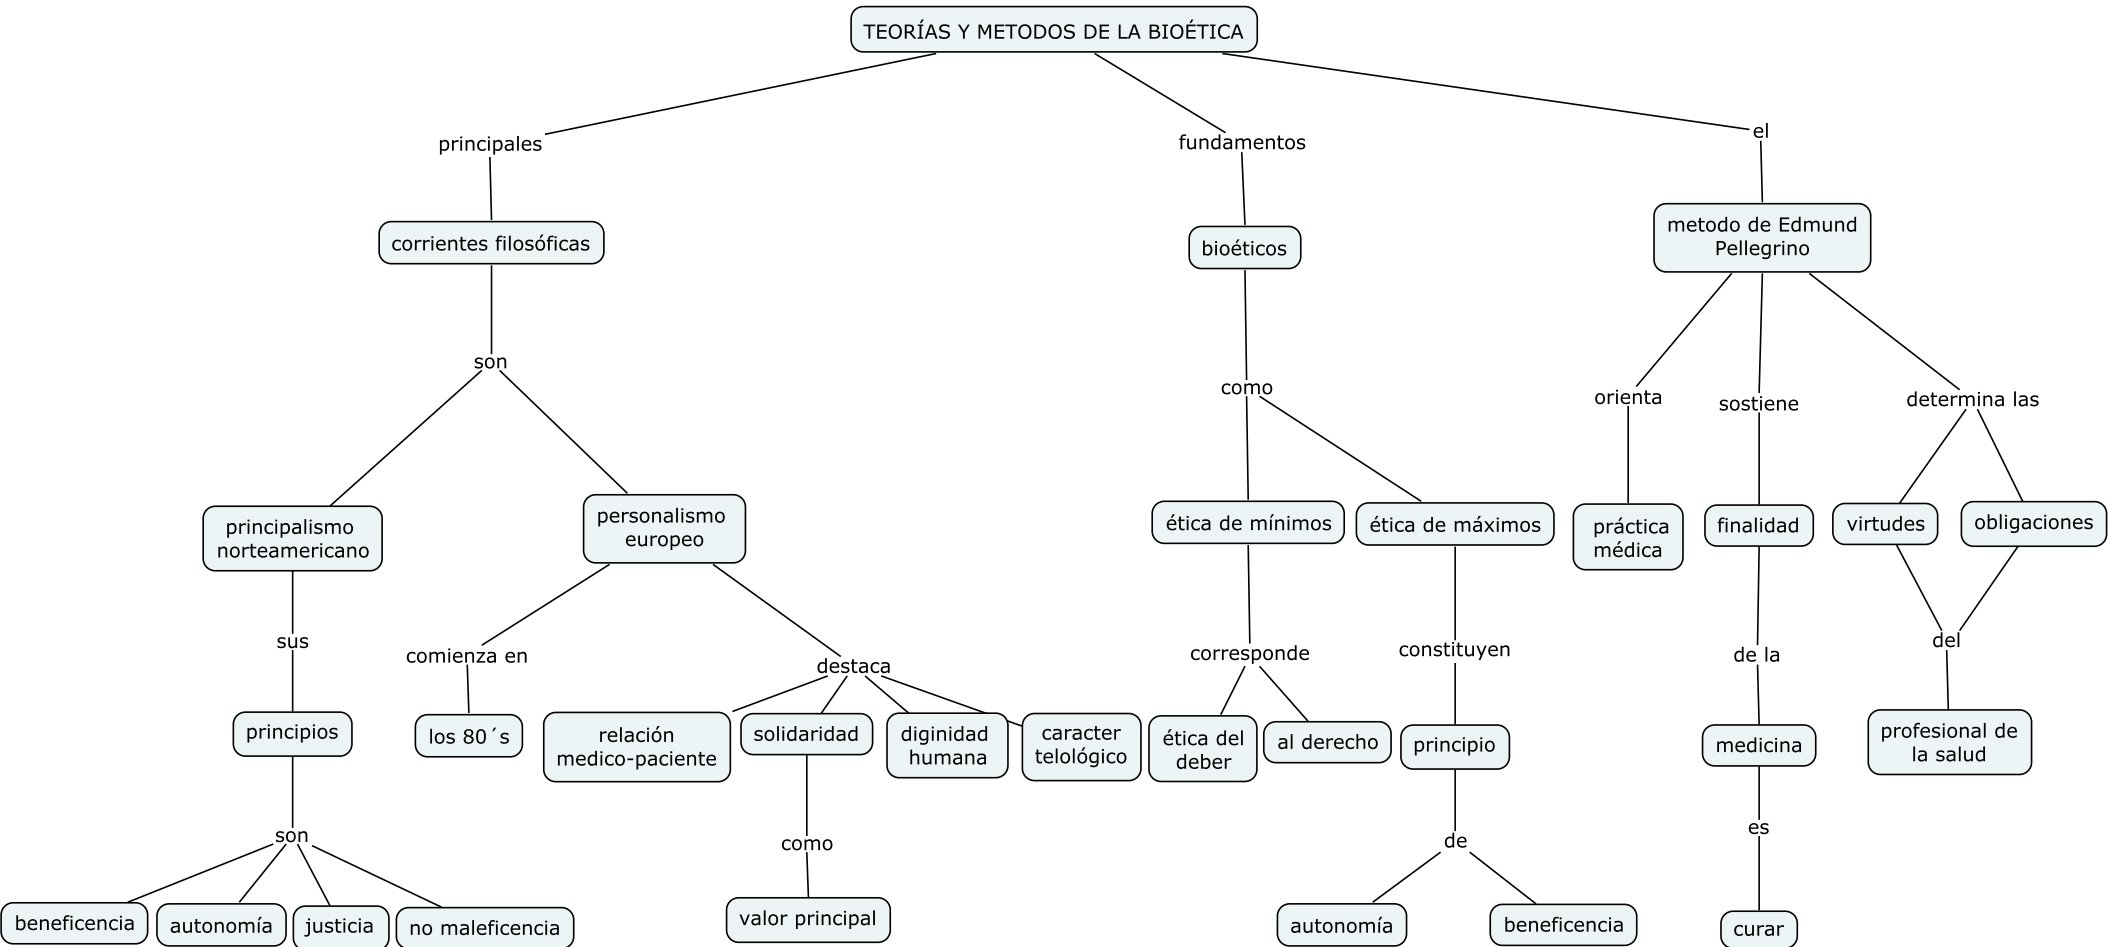 TEORÍAS Y METODOS DE LA BIOÉTICA
principales
fundamentos
el
corrientes filosóficas
bioéticos
metodo de Edmund
Pellegrino
son
como
orienta
sostiene
determina las
principalismo
norteamericano
personalismo
europeo
ética de mínimos
ética de máximos
práctica
médica
finalidad
virtudes
obligaciones
sus
comienza en
destaca
corresponde
constituyen
de la
del
principios
los 80´s
relación
medico-paciente
solidaridad
diginidad
humana
caracter
telológico
ética del
deber
al derecho
principio
medicina
profesional de
la salud
son
como
de
es
beneficencia
autonomía
justicia
no maleficencia
valor principal
autonomía
beneficencia
curar